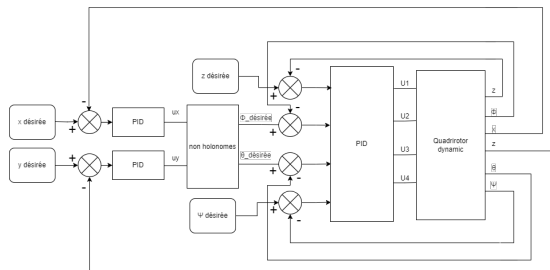 z désirée
x désirée
PID
ux
non holonomes
Φ_désirée
PID
U1
U2
U3
U4
Quadrirotor
dynamic
z
Φ
x
z
θ
Ψ
y désirée
PID
uy
θ_désirée
Ψ désirée
+
-
+
-
+
-
+
-
+
-
+
-